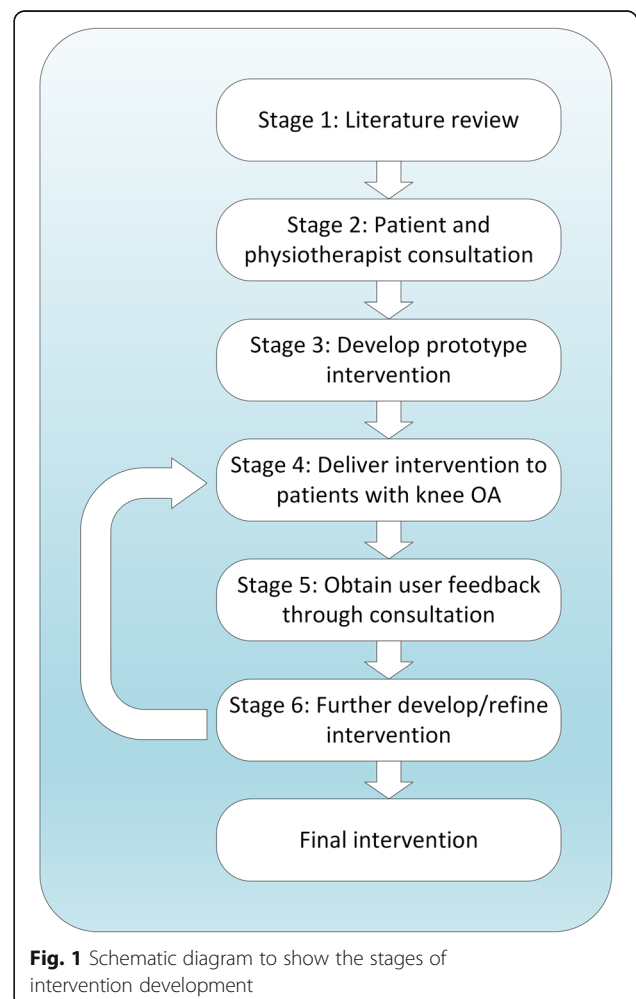 Stage 1: Literature review
Stage 2: Patient and
physiotherapist consultation
Stage 3: Develop prototype
intervention
Stage 4: Deliver intervention to
patients with knee OA
Stage 5: Obtain user feedback
through consultation
Stage 6: Further develop/refine
intervention
Final intervention
Fig. 1 Schematic diagram to show the stages of
intervention development